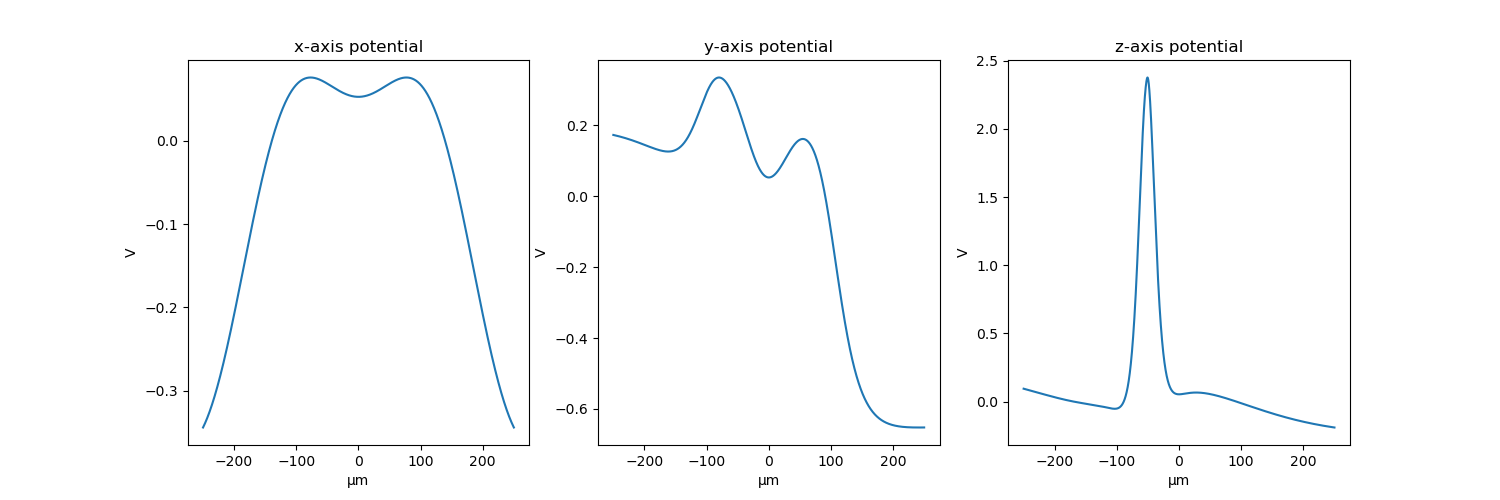 x-axis potential
V
0.0
−0.1
−0.2
−0.3
−200 −100 0 100 200
μm
y-axis potential
V
0.2
0.0
−0.2
−0.4
−0.6
−200 −100 0 100 200
μm
z-axis potential
V
2.5
2.0
1.5
1.0
0.5
0.0
−200 −100 0 100 200
μm